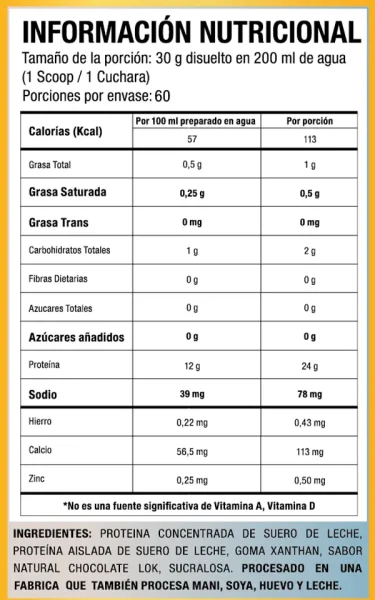 INFORMACIÓN NUTRICIONAL
Tamaño de la porción: 30 g disuelto en 200 ml de agua
(1 Scoop / 1 Cuchara)
Porciones por envase: 60
Calorías (Kcal) Por 100 ml preparado en agua Por porción
57 113
Grasa Total 0,5 g 1 g
Grasa Saturada 0,25 g 0,5 g
Grasa Trans 0 mg 0 mg
Carbohidratos Totales 1 g 2 g
Fibras Dietarias 0 g 0 g
Azucares Totales 0 g 0 g
Azúcares añadidos 0 g 0 g
Proteína 12 g 24 g
Sodio 39 mg 78 mg
Hierro 0,22 mg 0,43 mg
Calcio 56,5 mg 113 mg
Zinc 0,25 mg 0,50 mg
*No es una fuente significativa de Vitamina A, Vitamina D
INGREDIENTES: PROTEINA CONCENTRADA DE SUERO DE LECHE,
PROTEÍNA AISLADA DE SUERO DE LECHE, GOMA XANTHAN, SABOR
NATURAL CHOCOLATE LOK, SUCRALOSA. PROCESADO EN UNA
FABRICA QUE TAMBIÉN PROCESA MANI, SOYA, HUEVO Y LECHE.